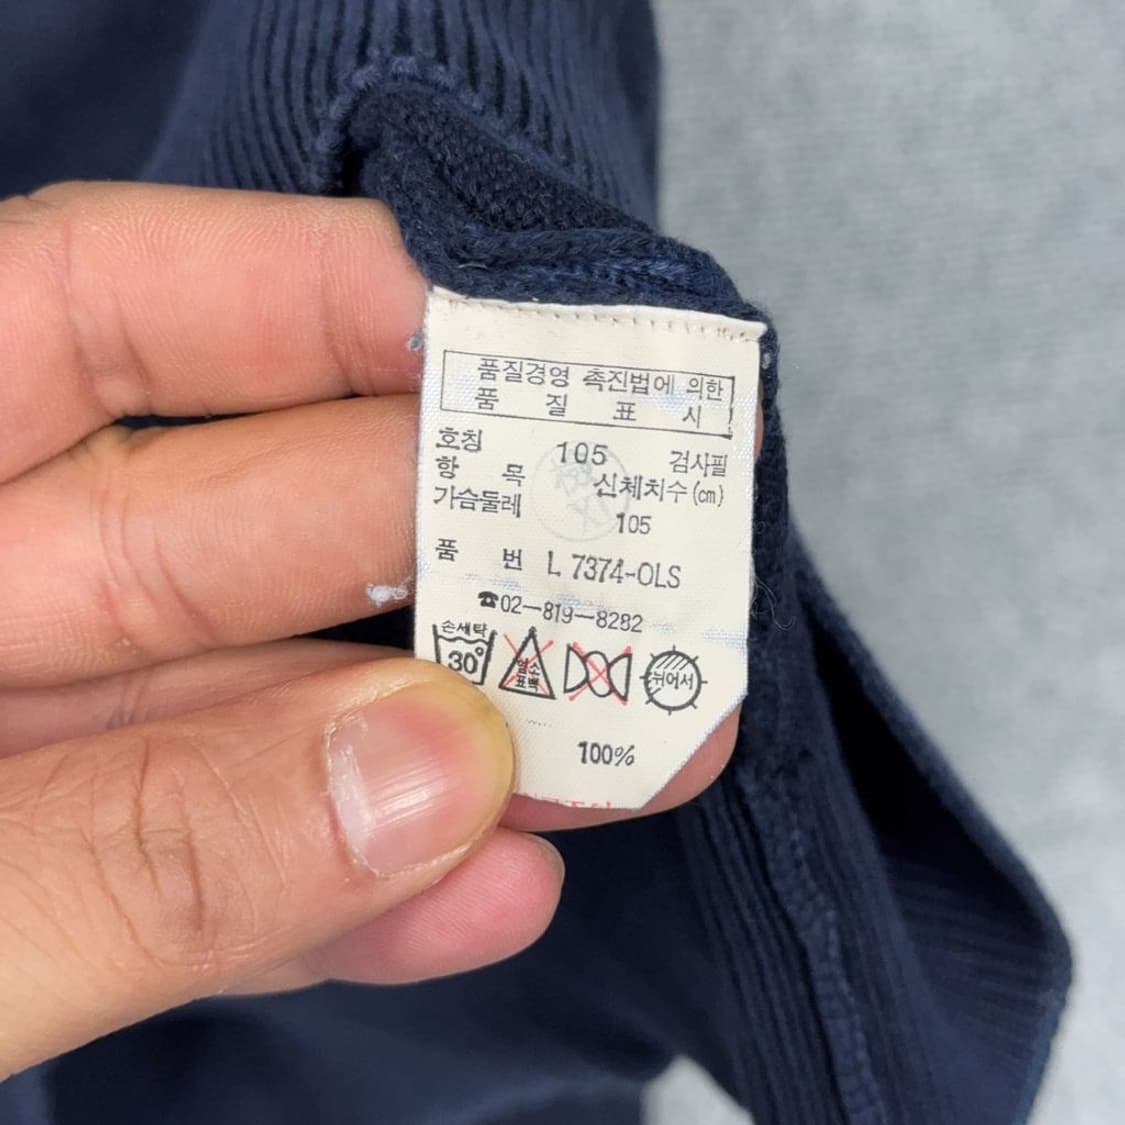 품질경영 촉진법에 의한
품 질 표 시
호칭 105 검사필
항 목 신체치수(cm)
가슴둘레 105
품 번 L 7374-OLS
☎02-819-8282
손세탁
30°
염소
표백
뉘어서
100%